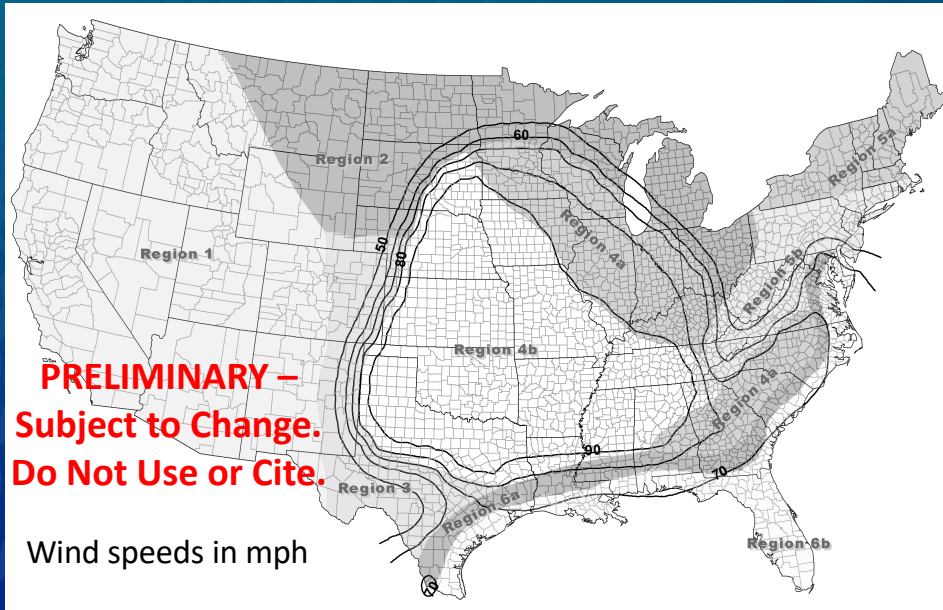 60
Region 5a
Region 2
50
80
Region 1
Region 4a
Region 5b
Region 4b
PRELIMINARY –
Subject to Change.
Do Not Use or Cite.
Region 4a
90
70
Region 3
Region 6a
Wind speeds in mph
Region 6b
70